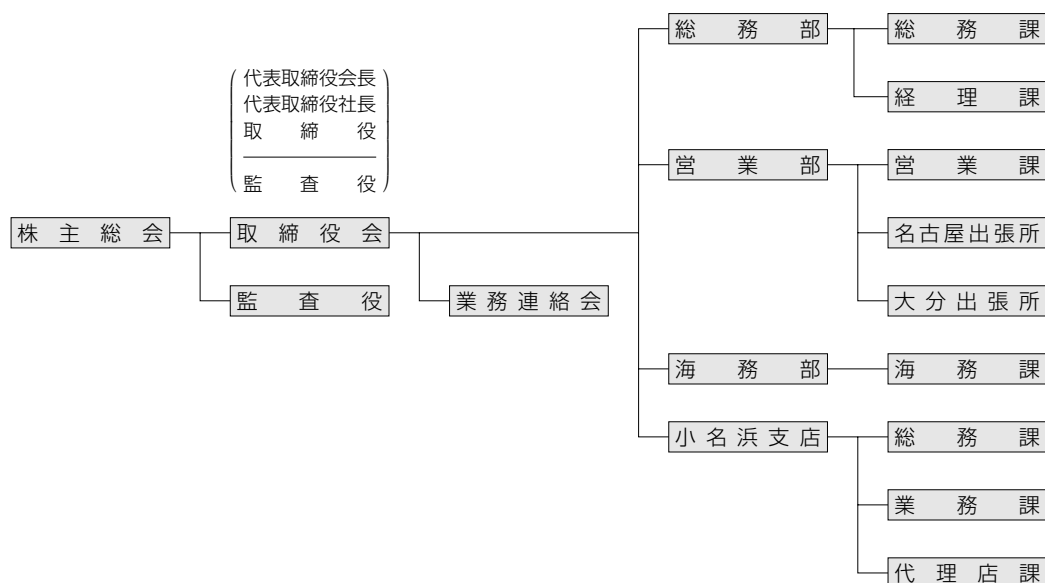 総務部
総務課
経理課
代表取締役会長
代表取締役社長
取締役
監査役
営業部
営業課
名古屋出張所
大分出張所
株主総会
取締役会
監査役
業務連絡会
海務部
海務課
小名浜支店
総務課
業務課
代理店課